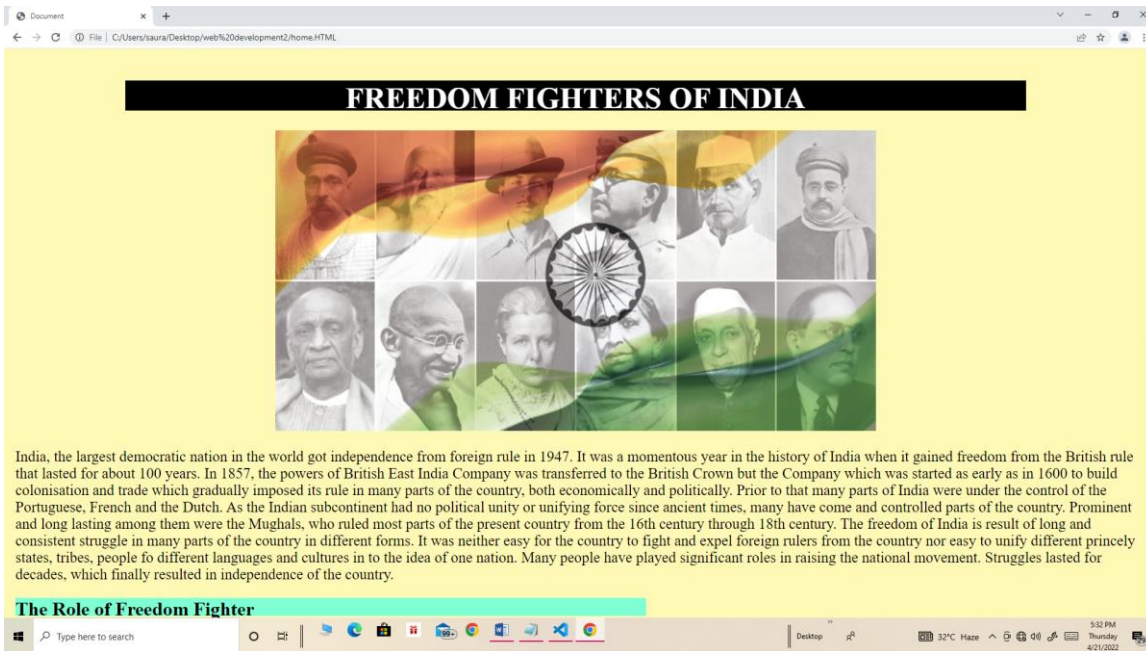 Document
File | C:/Users/saura/Desktop/web%20development2/home.HTML
FREEDOM FIGHTERS OF INDIA
India, the largest democratic nation in the world got independence from foreign rule in 1947. It was a momentous year in the history of India when it gained freedom from the British rule
that lasted for about 100 years. In 1857, the powers of British East India Company was transferred to the British Crown but the Company which was started as early as in 1600 to build
colonisation and trade which gradually imposed its rule in many parts of the country, both economically and politically. Prior to that many parts of India were under the control of the
Portuguese, French and the Dutch. As the Indian subcontinent had no political unity or unifying force since ancient times, many have come and controlled parts of the country. Prominent
and long lasting among them were the Mughals, who ruled most parts of the present country from the 16th century through 18th century. The freedom of India is result of long and
consistent struggle in many parts of the country in different forms. It was neither easy for the country to fight and expel foreign rulers from the country nor easy to unify different princely
states, tribes, people fo different languages and cultures in to the idea of one nation. Many people have played significant roles in raising the national movement. Struggles lasted for
decades, which finally resulted in independence of the country.
The Role of Freedom Fighter
Type here to search
99+
Desktop
32°C Haze
5:32 PM
Thursday
4/21/2022